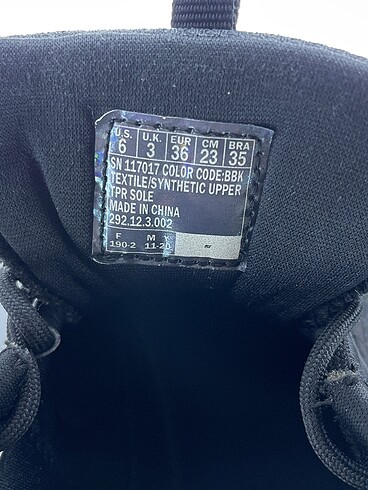 U.S. U.K. EUR CM BRA
6 3 36 23 35
SN 117017 COLOR CODE:BBK
TEXTILE/SYNTHETIC UPPER
TPR SOLE
MADE IN CHINA
292.12.3.002
F M
190-2 11-20